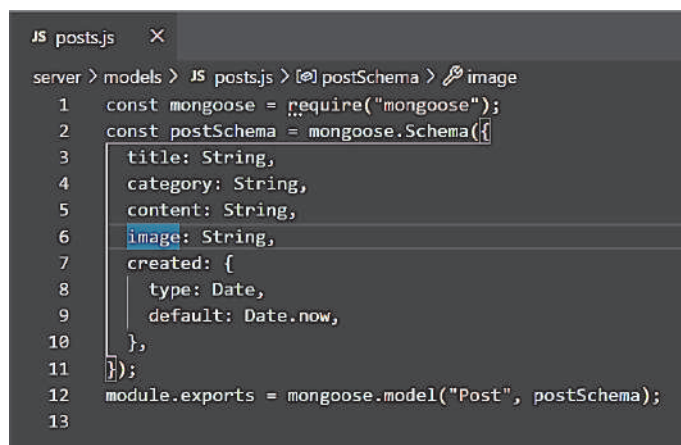 JS posts.js ×
server > models > JS posts.js > postSchema > image
1 const mongoose = require("mongoose");
2 const postSchema = mongoose.Schema({
3 title: String,
4 category: String,
5 content: String,
6 image: String,
7 created: {
8 type: Date,
9 default: Date.now,
10 },
11 });
12 module.exports = mongoose.model("Post", postSchema);
13